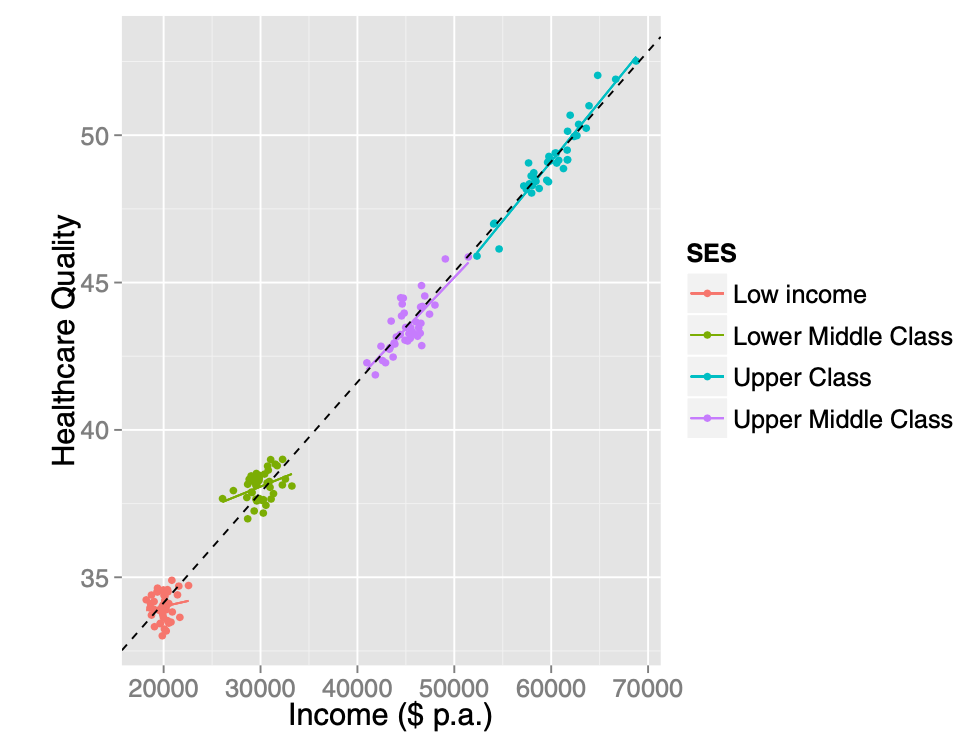 50
45
40
35
Healthcare Quality
20000 30000 40000 50000 60000 70000
Income ($ p.a.)
SES
Low income
Lower Middle Class
Upper Class
Upper Middle Class